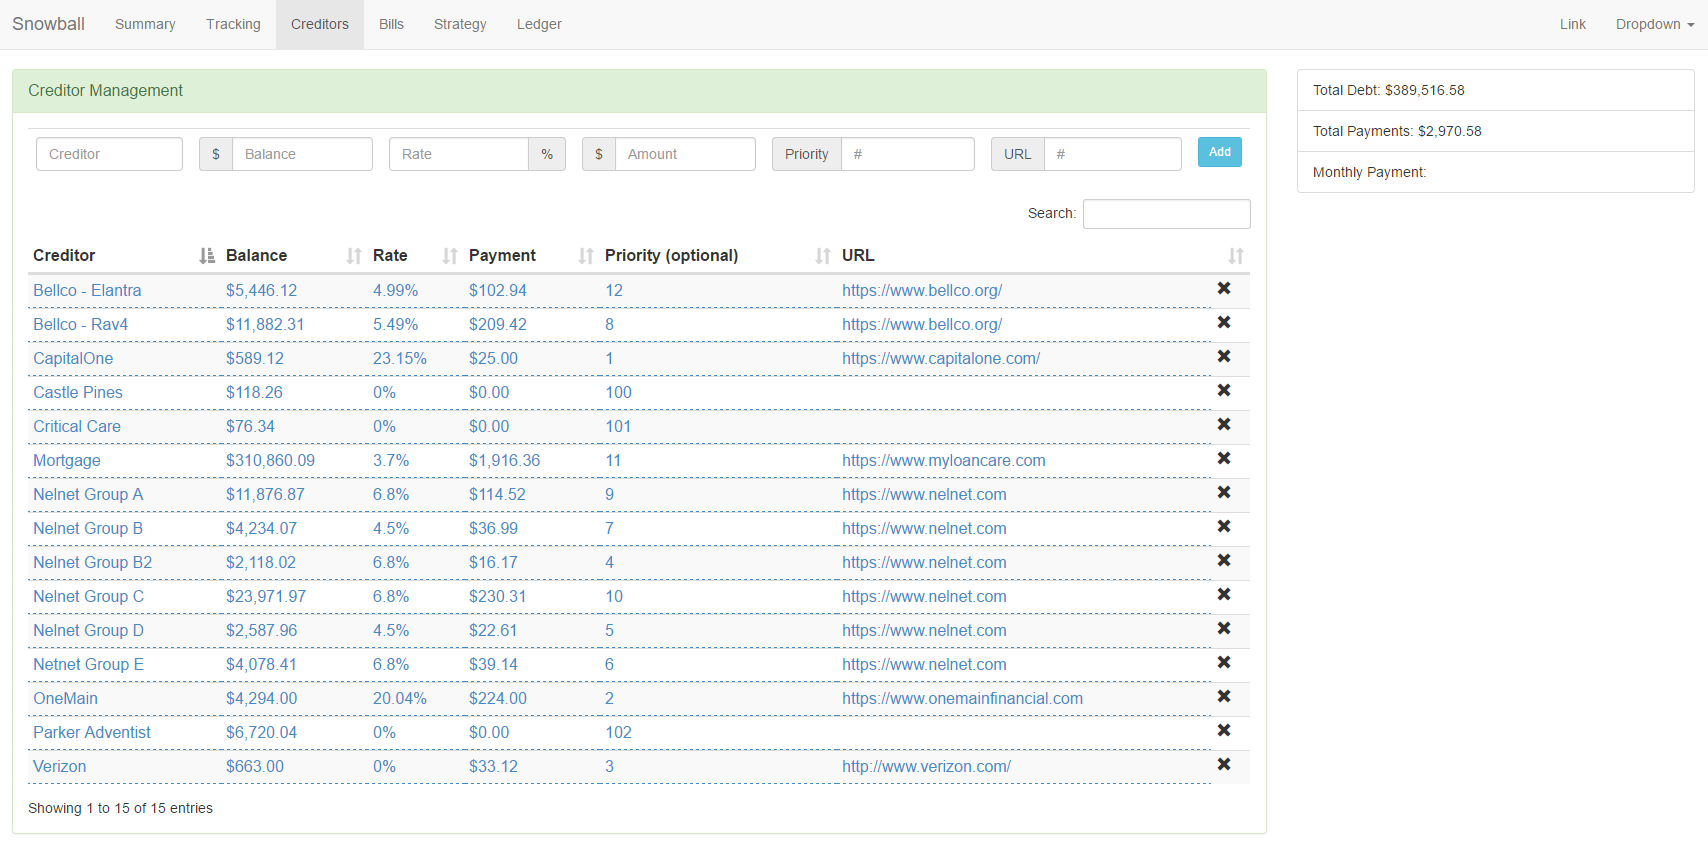 Snowball Summary Tracking Creditors Bills Strategy Ledger Link Dropdown
Creditor Management
Creditor $ Balance Rate % $ Amount Priority # URL # Add
Search:
Creditor Balance Rate Payment Priority (optional) URL
Bellco - Elantra $5,446.12 4.99% $102.94 12 https://www.bellco.org/
Bellco - Rav4 $11,882.31 5.49% $209.42 8 https://www.bellco.org/
CapitalOne $589.12 23.15% $25.00 1 https://www.capitalone.com/
Castle Pines $118.26 0% $0.00 100
Critical Care $76.34 0% $0.00 101
Mortgage $310,860.09 3.7% $1,916.36 11 https://www.myloancare.com
Nelnet Group A $11,876.87 6.8% $114.52 9 https://www.nelnet.com
Nelnet Group B $4,234.07 4.5% $36.99 7 https://www.nelnet.com
Nelnet Group B2 $2,118.02 6.8% $16.17 4 https://www.nelnet.com
Nelnet Group C $23,971.97 6.8% $230.31 10 https://www.nelnet.com
Nelnet Group D $2,587.96 4.5% $22.61 5 https://www.nelnet.com
Netnet Group E $4,078.41 6.8% $39.14 6 https://www.nelnet.com
OneMain $4,294.00 20.04% $224.00 2 https://www.onemainfinancial.com
Parker Adventist $6,720.04 0% $0.00 102
Verizon $663.00 0% $33.12 3 http://www.verizon.com/
Showing 1 to 15 of 15 entries
Total Debt: $389,516.58
Total Payments: $2,970.58
Monthly Payment: